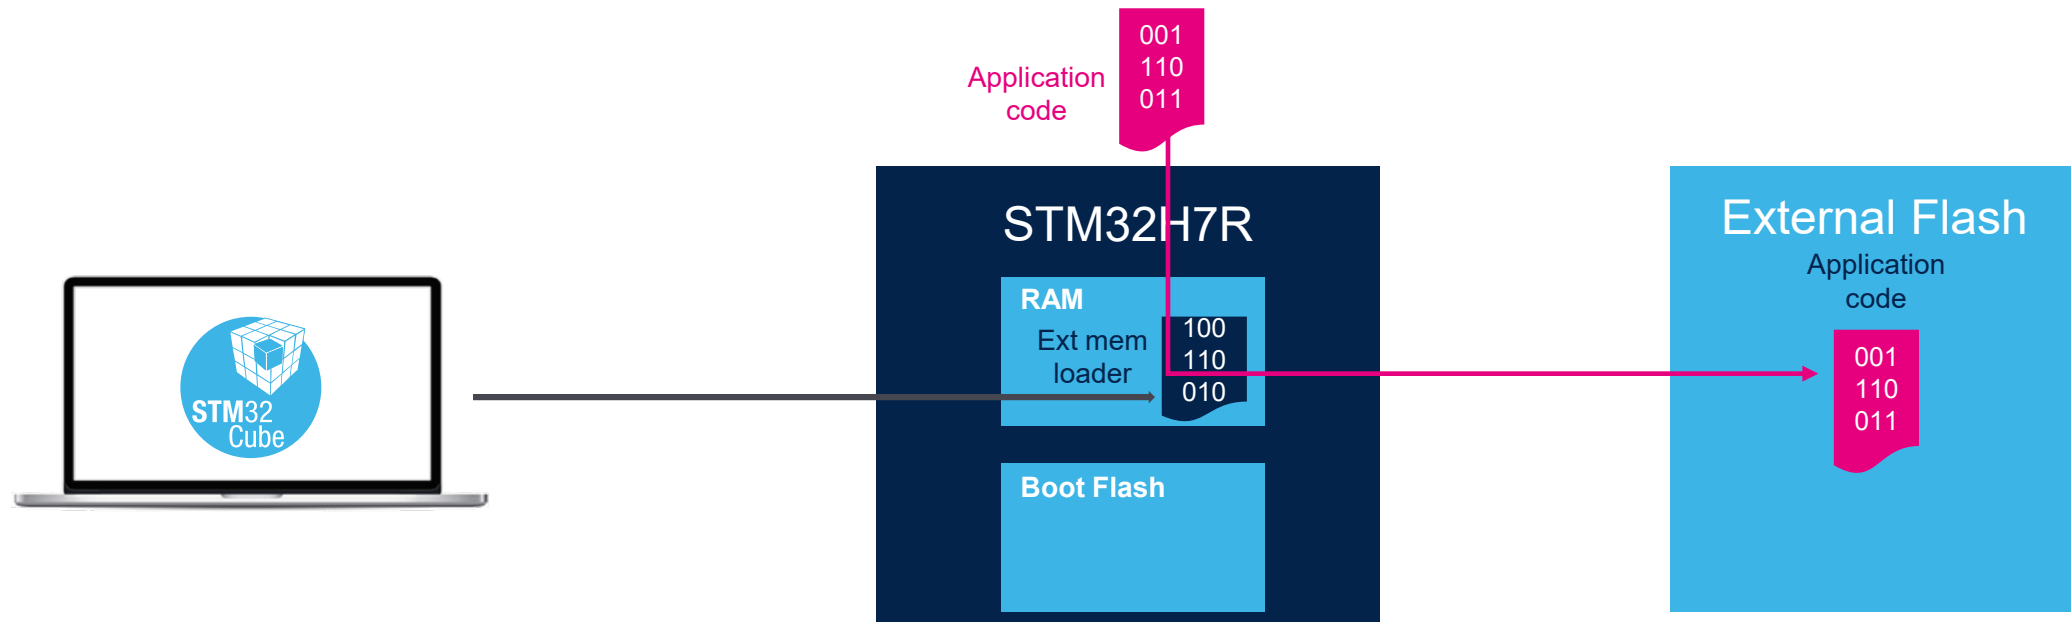 001
110
011
Application
code
STM32H7R
RAM
Ext mem
loader
100
110
010
Boot Flash
External Flash
Application
code
001
110
011
STM32
Cube